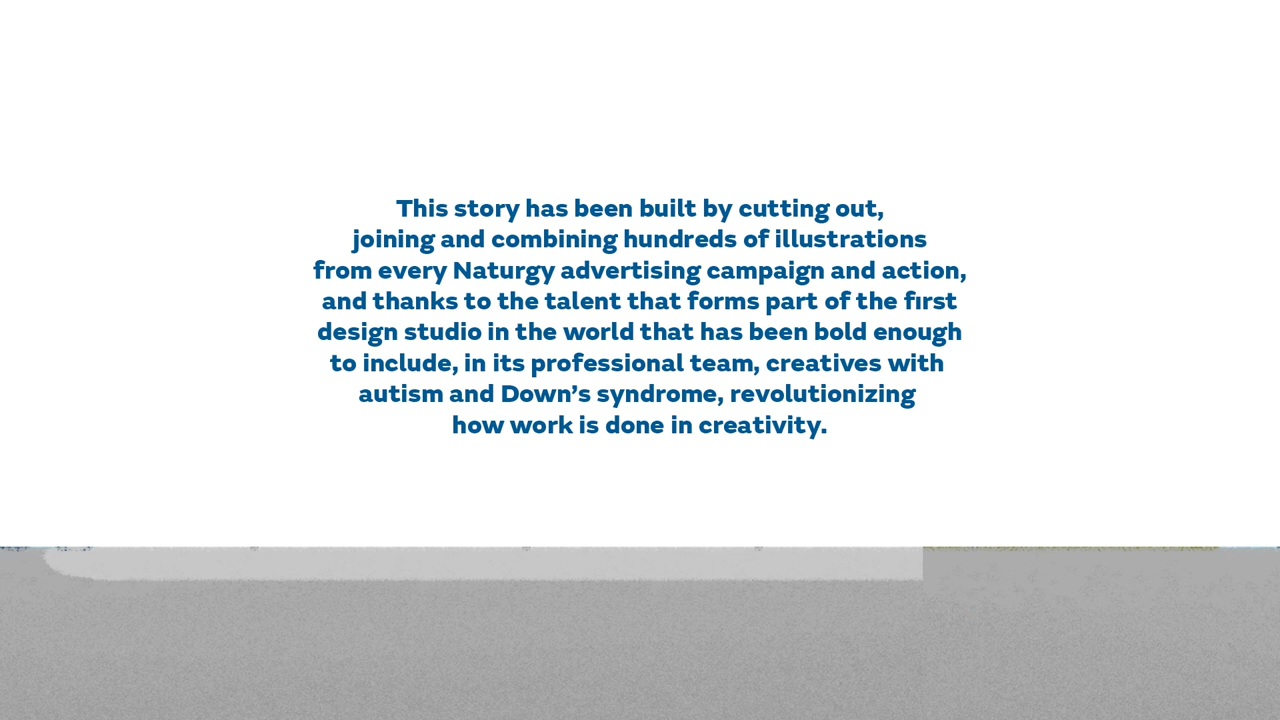 This story has been built by cutting out,
joining and combining hundreds of illustrations
from every Naturgy advertising campaign and action,
and thanks to the talent that forms part of the first
design studio in the world that has been bold enough
to include, in its professional team, creatives with
autism and Down’s syndrome, revolutionizing
how work is done in creativity.